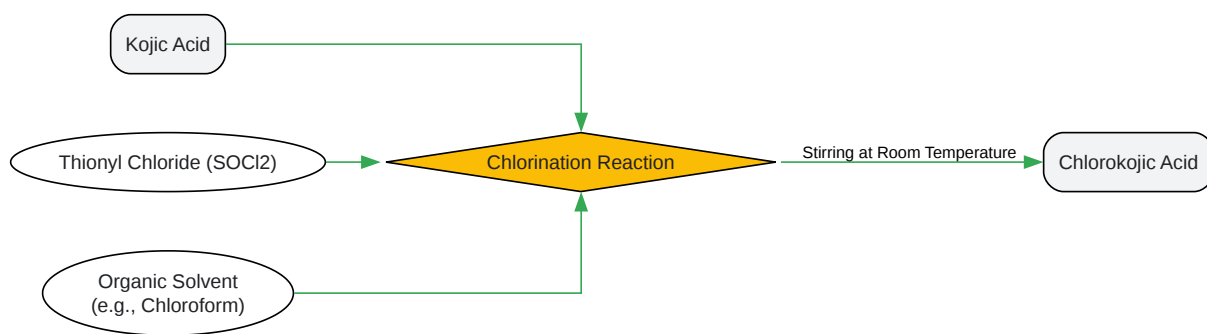 Kojic Acid
Thionyl Chloride (SOCl2)
Chlorination Reaction
Stirring at Room Temperature
Chlorokojic Acid
Organic Solvent
(e.g., Chloroform)